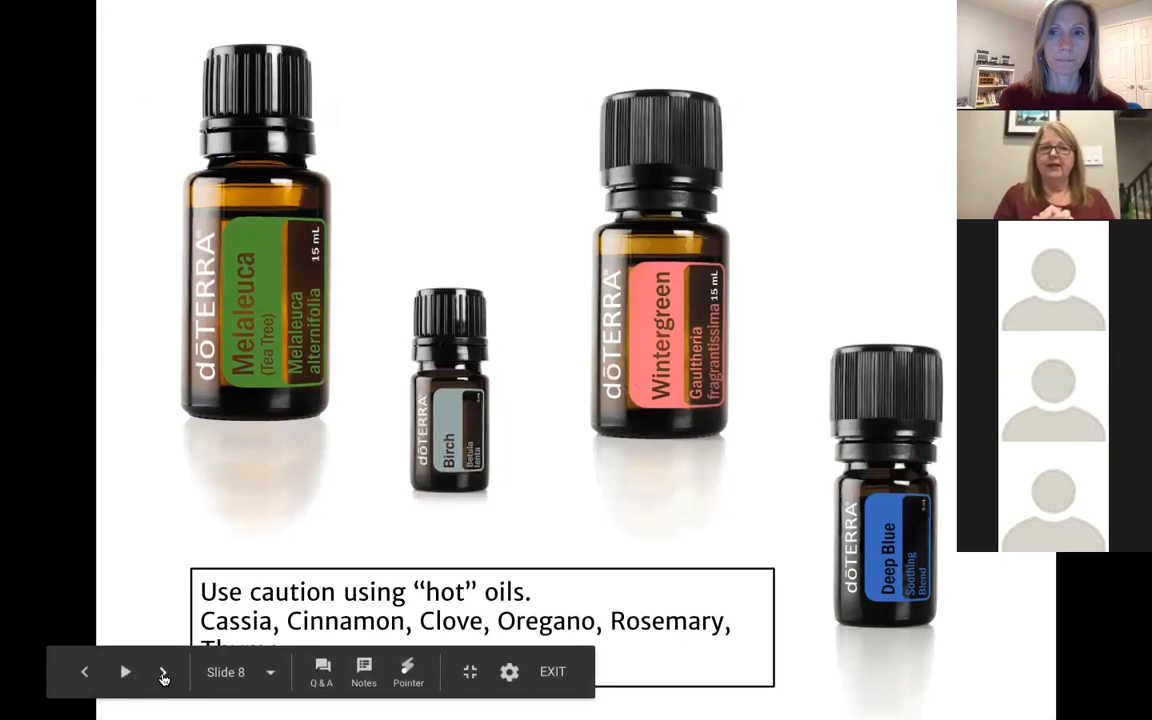 dōTERRA®
Melaleuca
(Tea Tree)
Melaleuca
alternifolia
15 mL
dōTERRA
Birch
Betula
lenta
dōTERRA®
Wintergreen
Gaultheria
fragrantissima
15 mL
dōTERRA®
Deep Blue
Soothing
Blend
5 mL
Use caution using “hot” oils.
Cassia, Cinnamon, Clove, Oregano, Rosemary,
Slide 8
Q & A
Notes
Pointer
EXIT